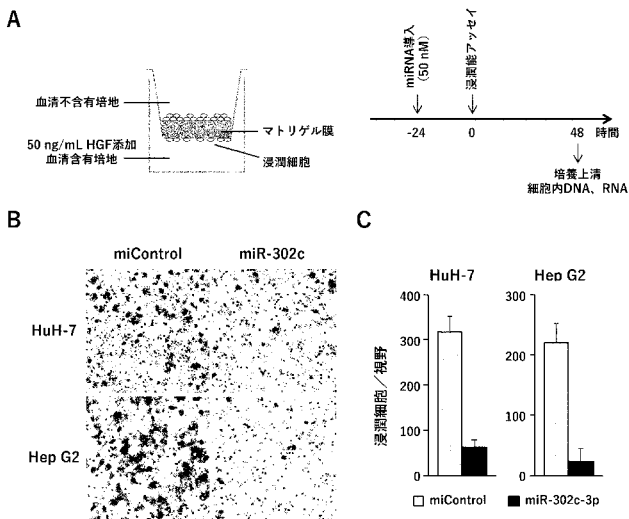 A
血清不含有培地
50 ng/mL HGF添加
血清含有培地
マトリゲル膜
浸潤細胞
miRNA導入
(50 nM)
浸潤能アッセイ
-24
0
48
時間
培養上清
細胞内DNA、RNA
B
miControl
miR-302c
HuH-7
Hep G2
C
HuH-7
Hep G2
浸潤細胞／視野
400
300
200
100
0
300
200
100
0
miControl
miR-302c-3p